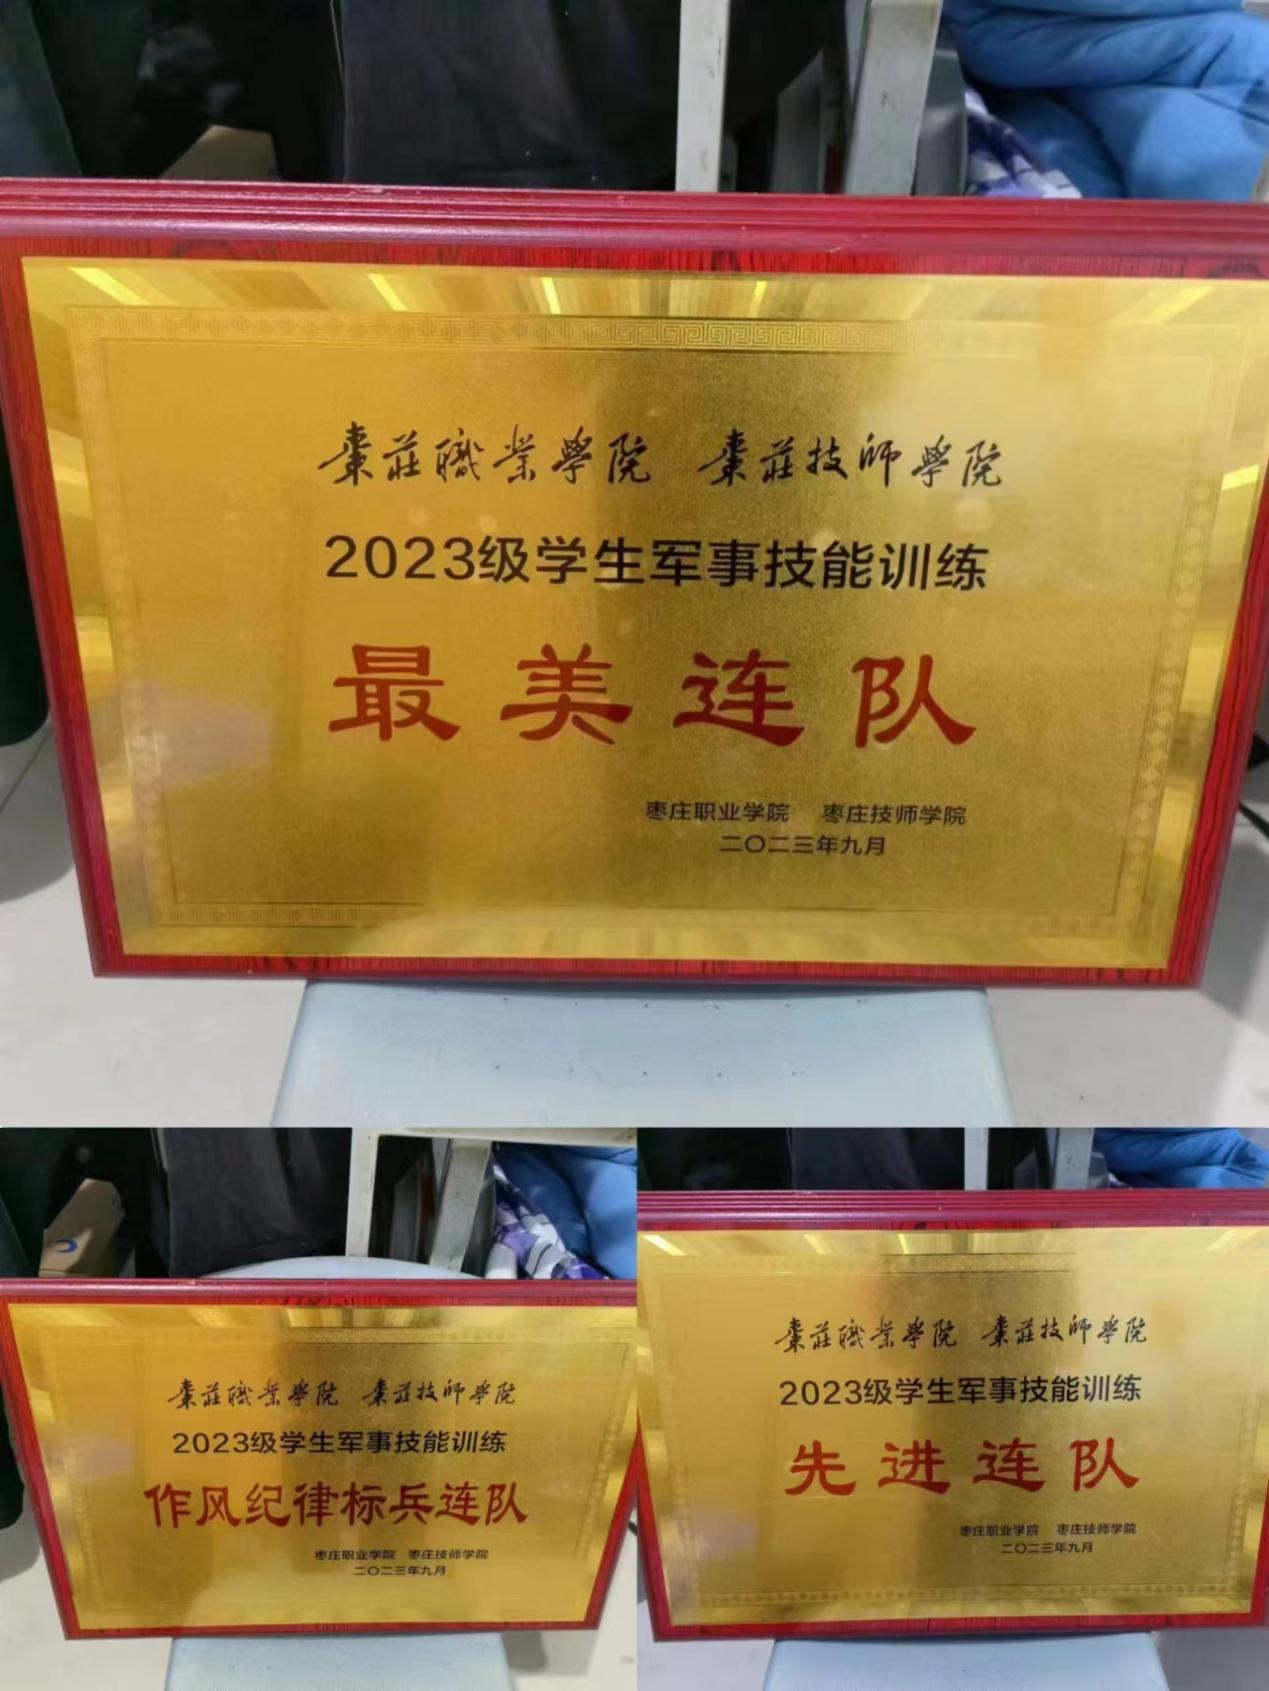 棗莊職業學院 棗莊技師學院
2023级学生军事技能训练
最美连队
枣庄职业学院 枣庄技师学院
二〇二三年九月
棗莊職業學院 棗莊技師學院
2023级学生军事技能训练
作风纪律标兵连队
枣庄职业学院 枣庄技师学院
二〇二三年九月
棗莊職業學院 棗莊技師學院
2023级学生军事技能训练
先进连队
枣庄职业学院 枣庄技师学院
二〇二三年九月